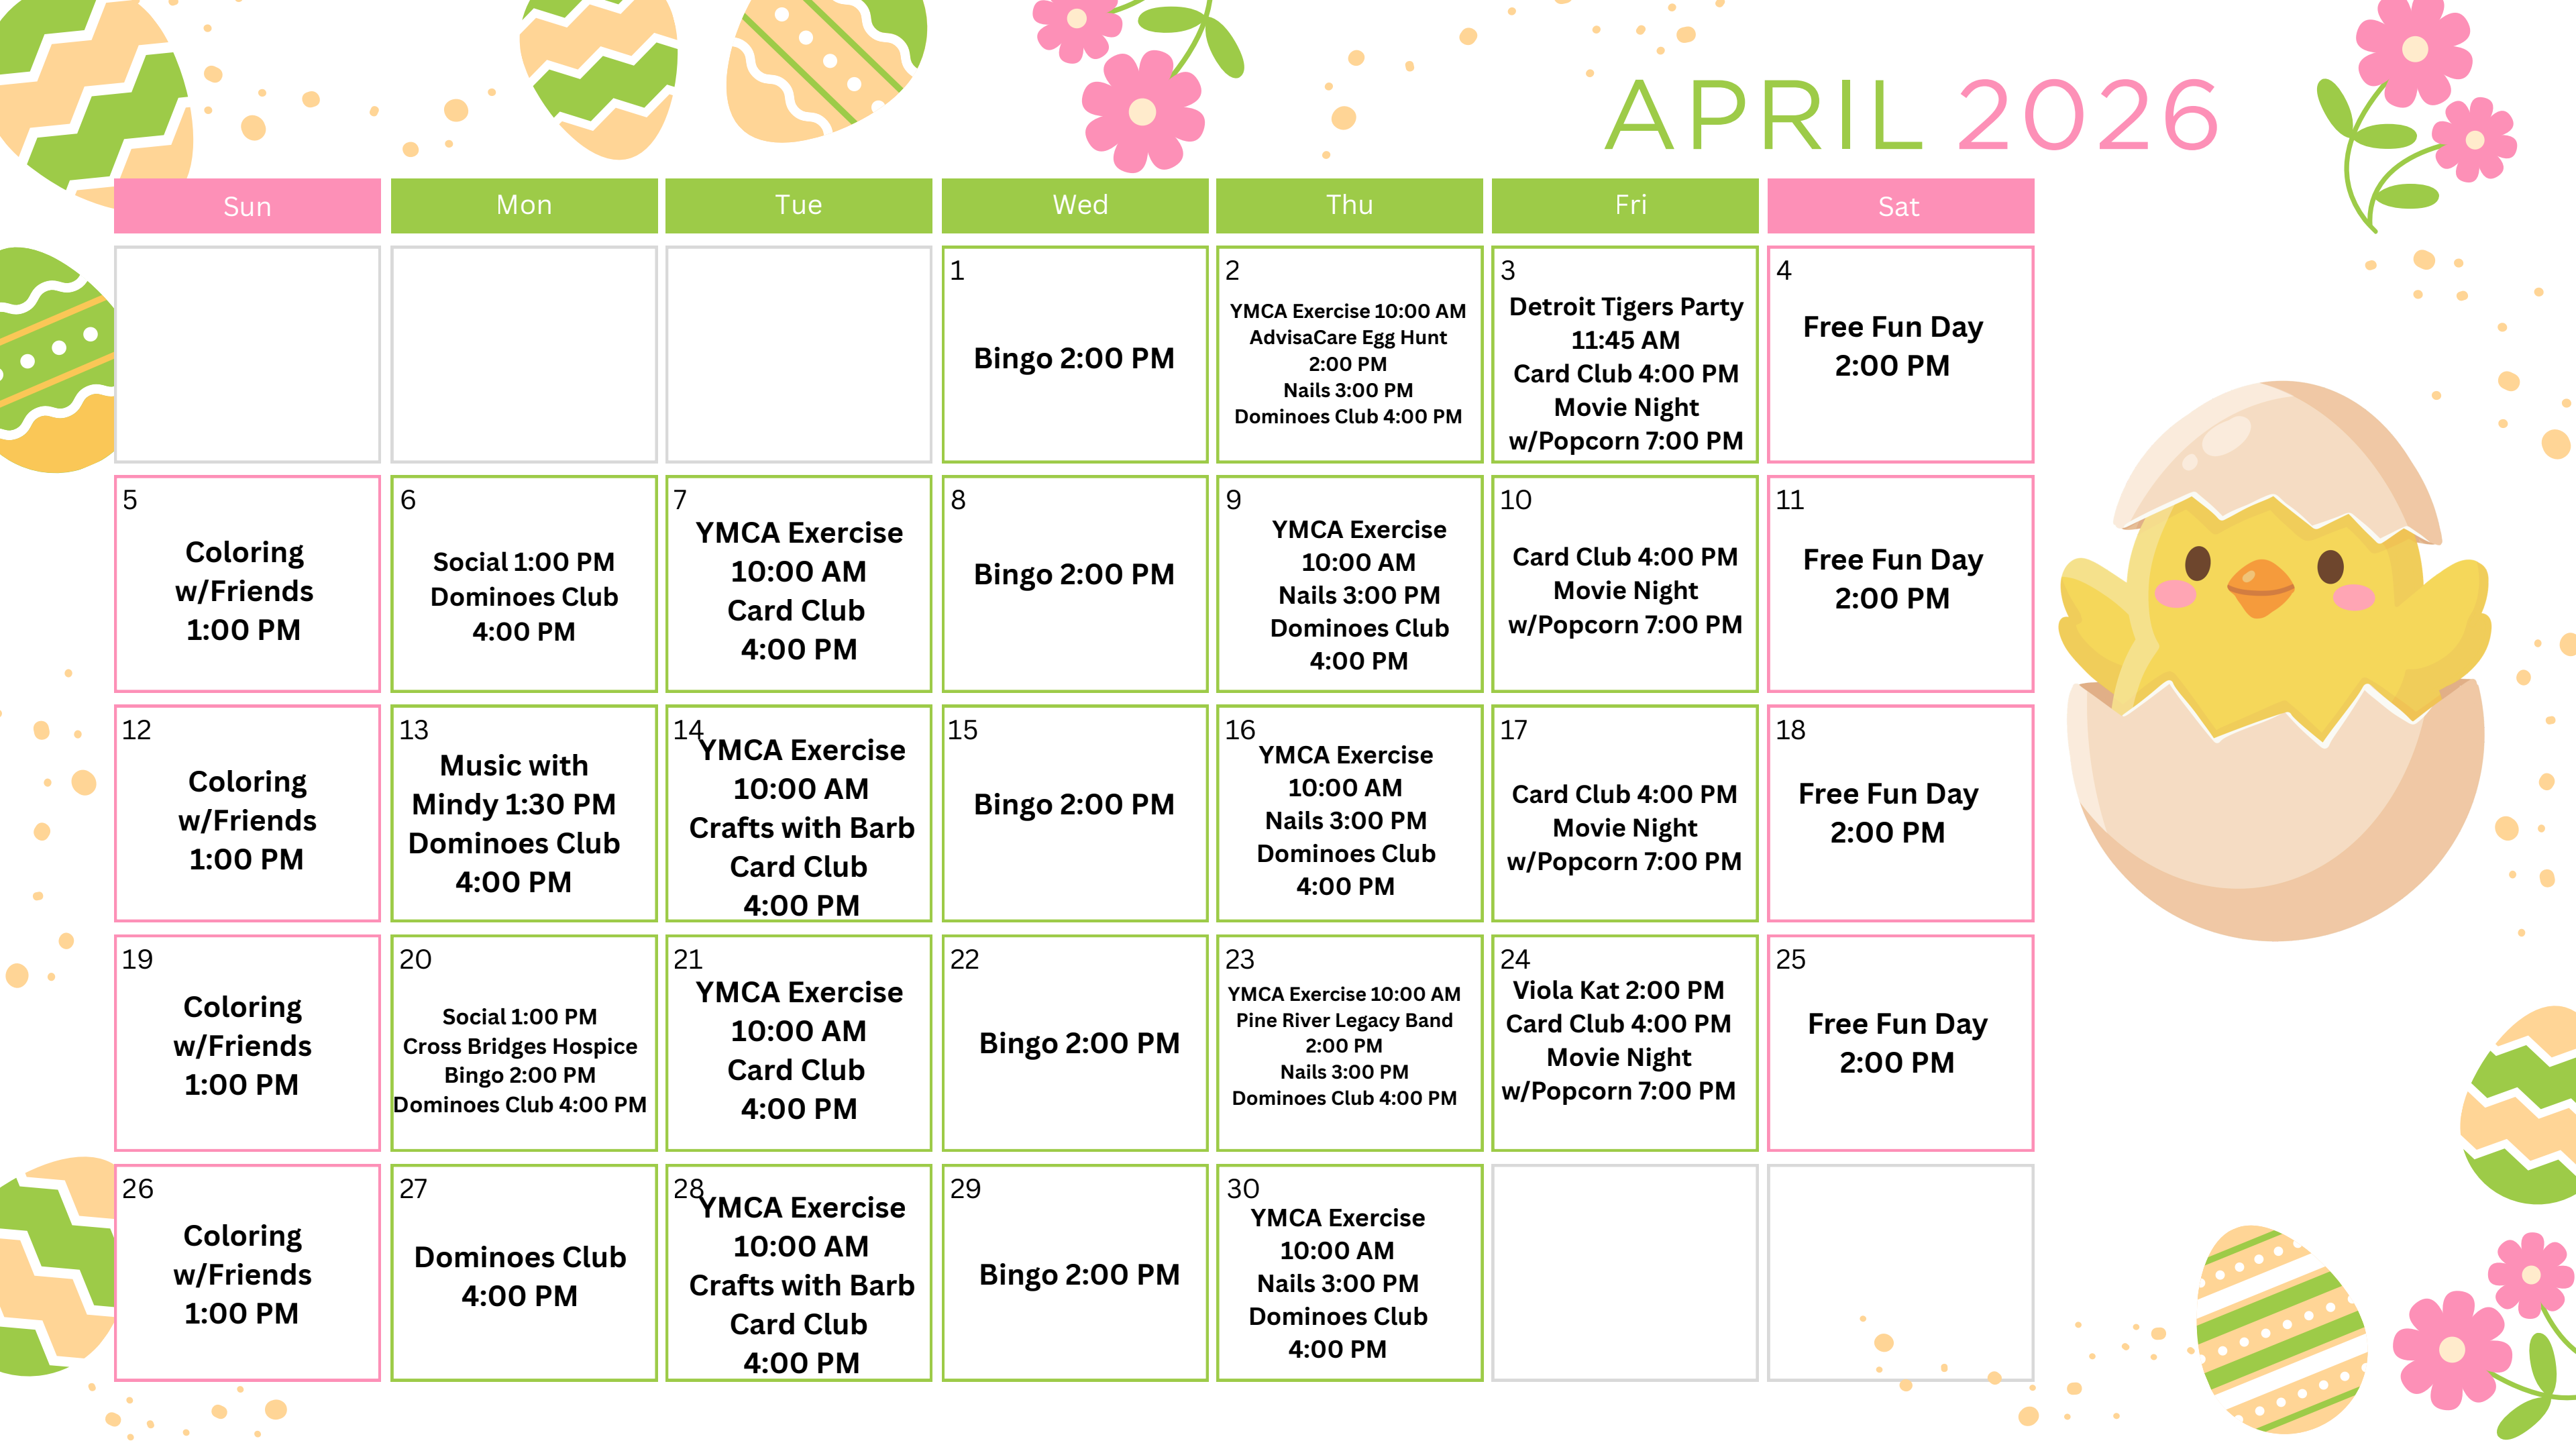 APRIL 2026
Sun
Mon
Tue
Wed
Thu
Fri
Sat
1
Bingo 2:00 PM
2
YMCA Exercise 10:00 AM
AdvisaCare Egg Hunt
2:00 PM
Nails 3:00 PM
Dominoes Club 4:00 PM
3
Detroit Tigers Party
11:45 AM
Card Club 4:00 PM
Movie Night
w/Popcorn 7:00 PM
4
Free Fun Day
2:00 PM
5
Coloring
w/Friends
1:00 PM
6
Social 1:00 PM
Dominoes Club
4:00 PM
7
YMCA Exercise
10:00 AM
Card Club
4:00 PM
8
Bingo 2:00 PM
9
YMCA Exercise
10:00 AM
Nails 3:00 PM
Dominoes Club
4:00 PM
10
Card Club 4:00 PM
Movie Night
w/Popcorn 7:00 PM
11
Free Fun Day
2:00 PM
12
Coloring
w/Friends
1:00 PM
13
Music with
Mindy 1:30 PM
Dominoes Club
4:00 PM
14
YMCA Exercise
10:00 AM
Crafts with Barb
Card Club
4:00 PM
15
Bingo 2:00 PM
16
YMCA Exercise
10:00 AM
Nails 3:00 PM
Dominoes Club
4:00 PM
17
Card Club 4:00 PM
Movie Night
w/Popcorn 7:00 PM
18
Free Fun Day
2:00 PM
19
Coloring
w/Friends
1:00 PM
20
Social 1:00 PM
Cross Bridges Hospice
Bingo 2:00 PM
Dominoes Club 4:00 PM
21
YMCA Exercise
10:00 AM
Card Club
4:00 PM
22
Bingo 2:00 PM
23
YMCA Exercise 10:00 AM
Pine River Legacy Band
2:00 PM
Nails 3:00 PM
Dominoes Club 4:00 PM
24
Viola Kat 2:00 PM
Card Club 4:00 PM
Movie Night
w/Popcorn 7:00 PM
25
Free Fun Day
2:00 PM
26
Coloring
w/Friends
1:00 PM
27
Dominoes Club
4:00 PM
28
YMCA Exercise
10:00 AM
Crafts with Barb
Card Club
4:00 PM
29
Bingo 2:00 PM
30
YMCA Exercise
10:00 AM
Nails 3:00 PM
Dominoes Club
4:00 PM